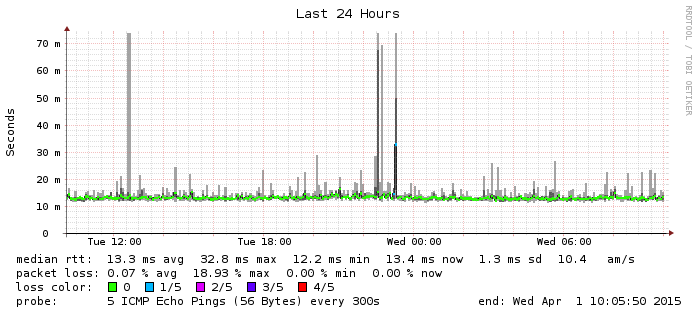 Last 24 Hours
RRDTOOL / TOBI OETIKER
Seconds
70 m
60 m
50 m
40 m
30 m
20 m
10 m
0
Tue 12:00 Tue 18:00 Wed 00:00 Wed 06:00
median rtt: 13.3 ms avg 32.8 ms max 12.2 ms min 13.4 ms now 1.3 ms sd 10.4 am/s
packet loss: 0.07 % avg 18.93 % max 0.00 % min 0.00 % now
loss color: 0 1/5 2/5 3/5 4/5
probe: 5 ICMP Echo Pings (56 Bytes) every 300s end: Wed Apr 1 10:05:50 2015